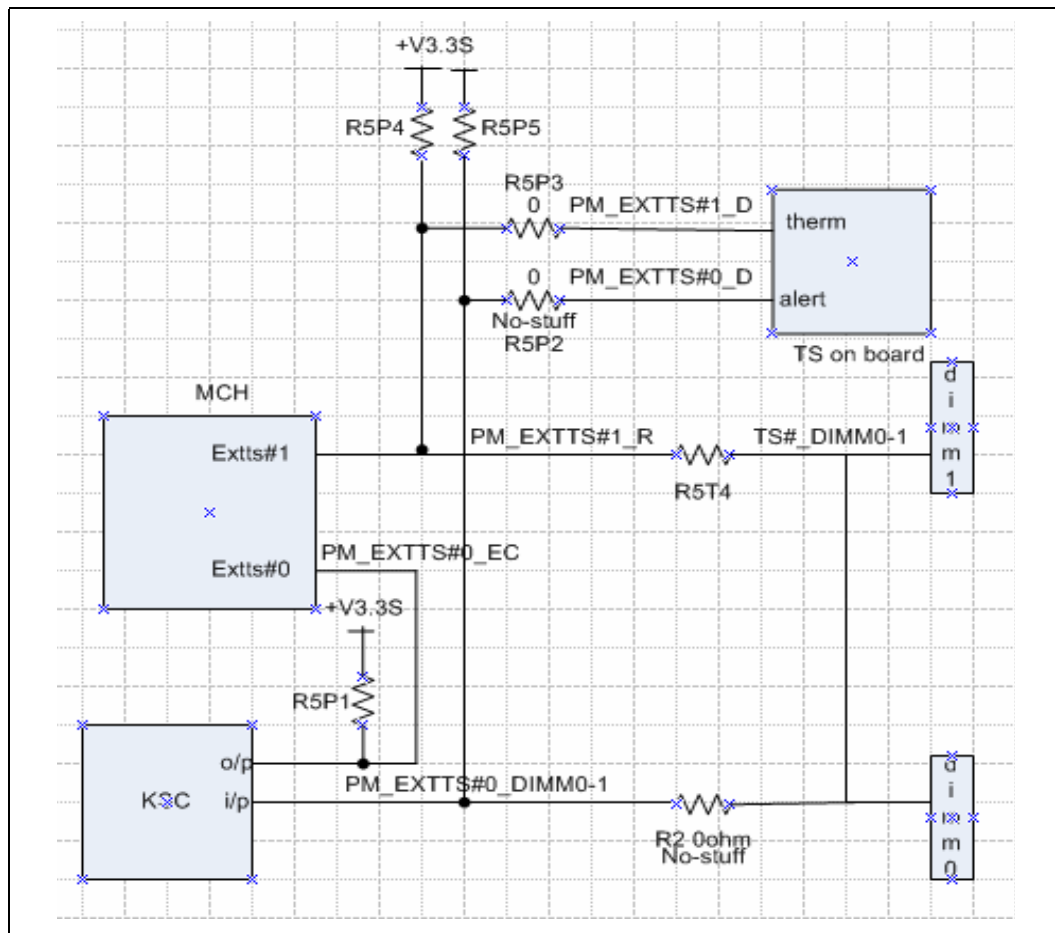 +V3.3S
R5P4
R5P5
R5P3
0
PM_EXTTS#1_D
therm
0
PM_EXTTS#0_D
alert
No-stuff
R5P2
TS on board
dimm1
MCH
Extts#1
PM_EXTTS#1_R
TS#_DIMM0-1
R5T4
Extts#0
PM_EXTTS#0_EC
+V3.3S
R5P1
o/p
KSC
i/p
PM_EXTTS#0_DIMM0-1
R2 0ohm
No-stuff
dimm0